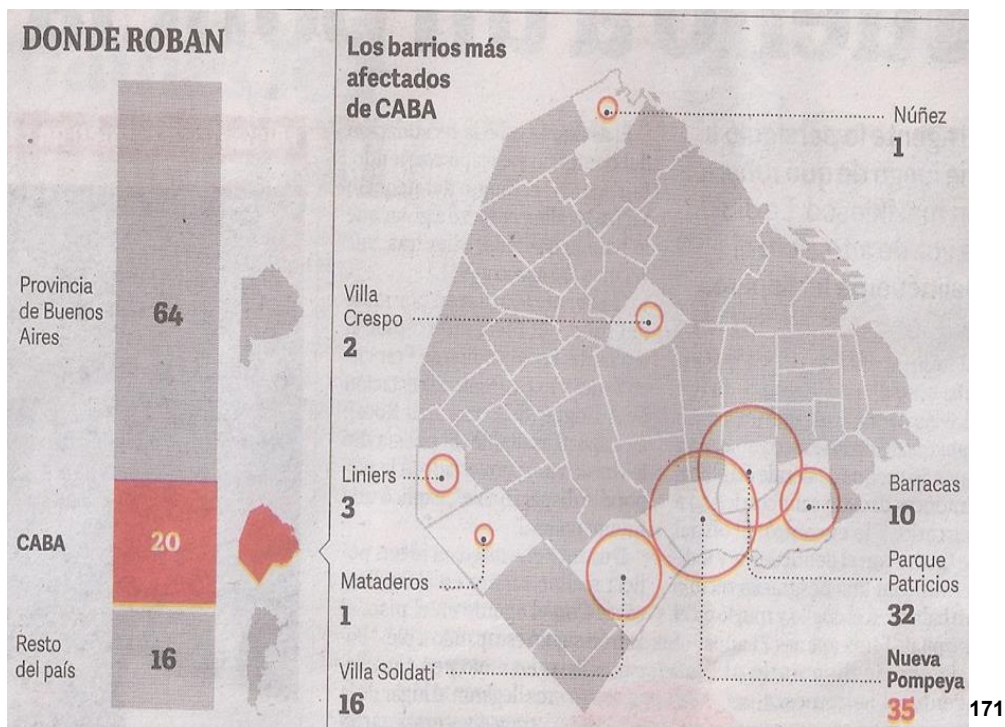 DONDE ROBAN
Provincia
de Buenos
Aires
64
CABA
20
Resto
del país
16
Los barrios más
afectados
de CABA
Núñez
1
Villa
Crespo
2
Liniers
3
Mataderos
1
Villa Soldati
16
Barracas
10
Parque
Patricios
32
Nueva
Pompeya
35
171